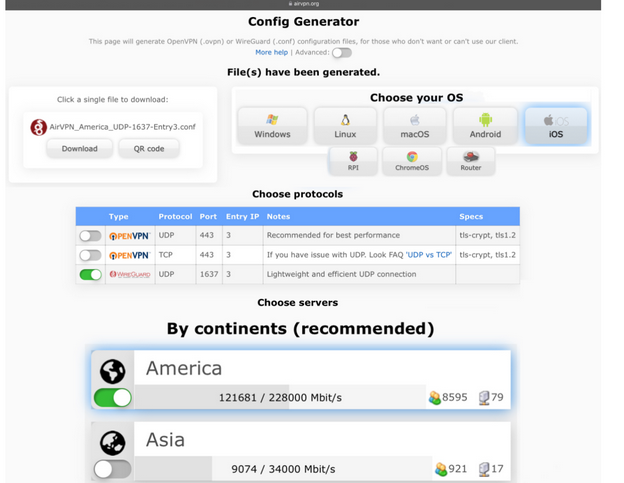 airvpn.org
Config Generator
This page will generate OpenVPN (.ovpn) or WireGuard (.conf) configuration files, for those who don't want or can't use our client.
More help | Advanced:
File(s) have been generated.
Click a single file to download:
AirVPN_America_UDP-1637-Entry3.conf
Download QR code
Choose your OS
Windows Linux macOS Android iOS
RPI ChromeOS Router
Choose protocols
Type Protocol Port Entry IP Notes Specs
OPENVPN UDP 443 3 Recommended for best performance tls-crypt, tls1.2
OPENVPN TCP 443 3 If you have issue with UDP. Look FAQ 'UDP vs TCP' tls-crypt, tls1.2
WIREGUARD UDP 1637 3 Lightweight and efficient UDP connection
Choose servers
By continents (recommended)
America
121681 / 228000 Mbit/s 8595 79
Asia
9074 / 34000 Mbit/s 921 17